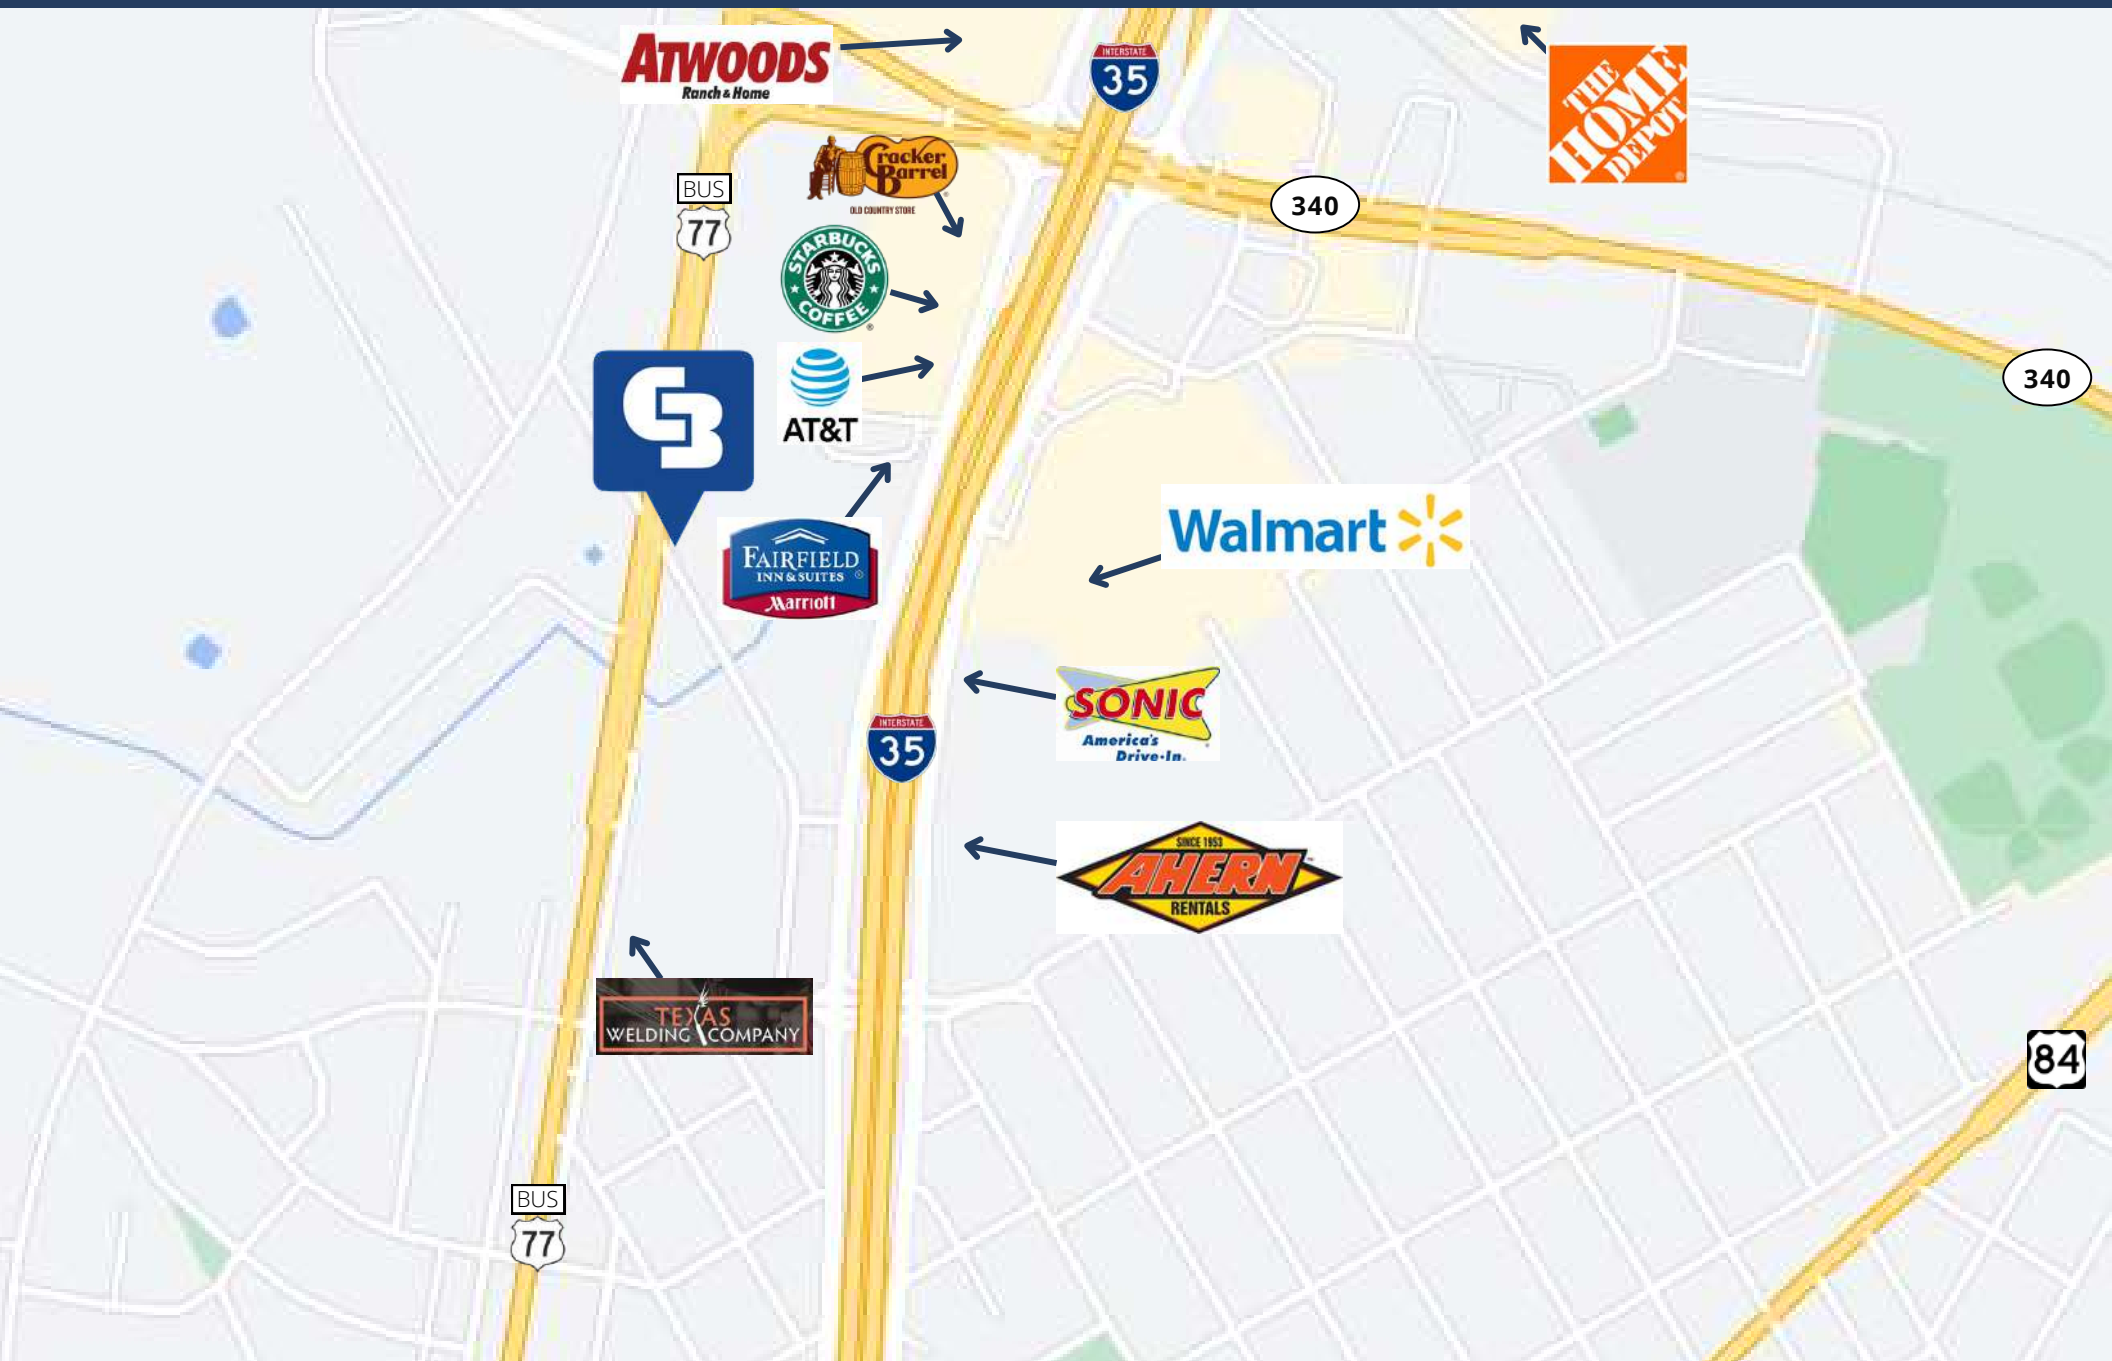 ATWOODS
Ranch & Home
INTERSTATE
35
THE
HOME
DEPOT
Cracker
Barrel
OLD COUNTRY STORE
BUS
77
340
STARBUCKS
COFFEE
340
AT&T
CB
Walmart
FAIRFIELD
INN & SUITES
Marriott
SONIC
America's
Drive-In.
INTERSTATE
35
SINCE 1953
AHERN
RENTALS
TEXAS
WELDING COMPANY
84
BUS
77